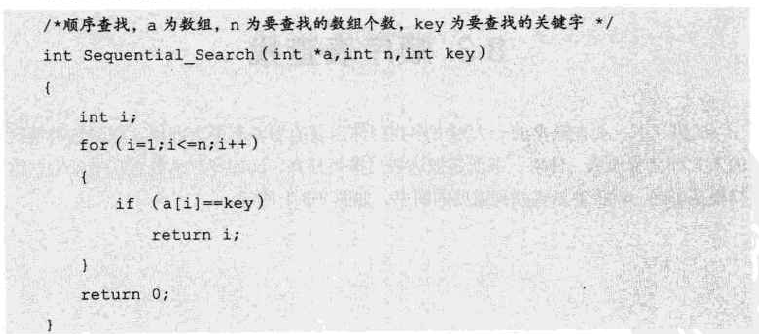 /*顺序查找，a 为数组，n 为要查找的数组个数，key 为要查找的关键字 */
int Sequential_Search(int *a,int n,int key)
{
    int i;
    for(i=1;i<=n;i++)
    {
        if (a[i]==key)
            return i;
    }
    return 0;
}